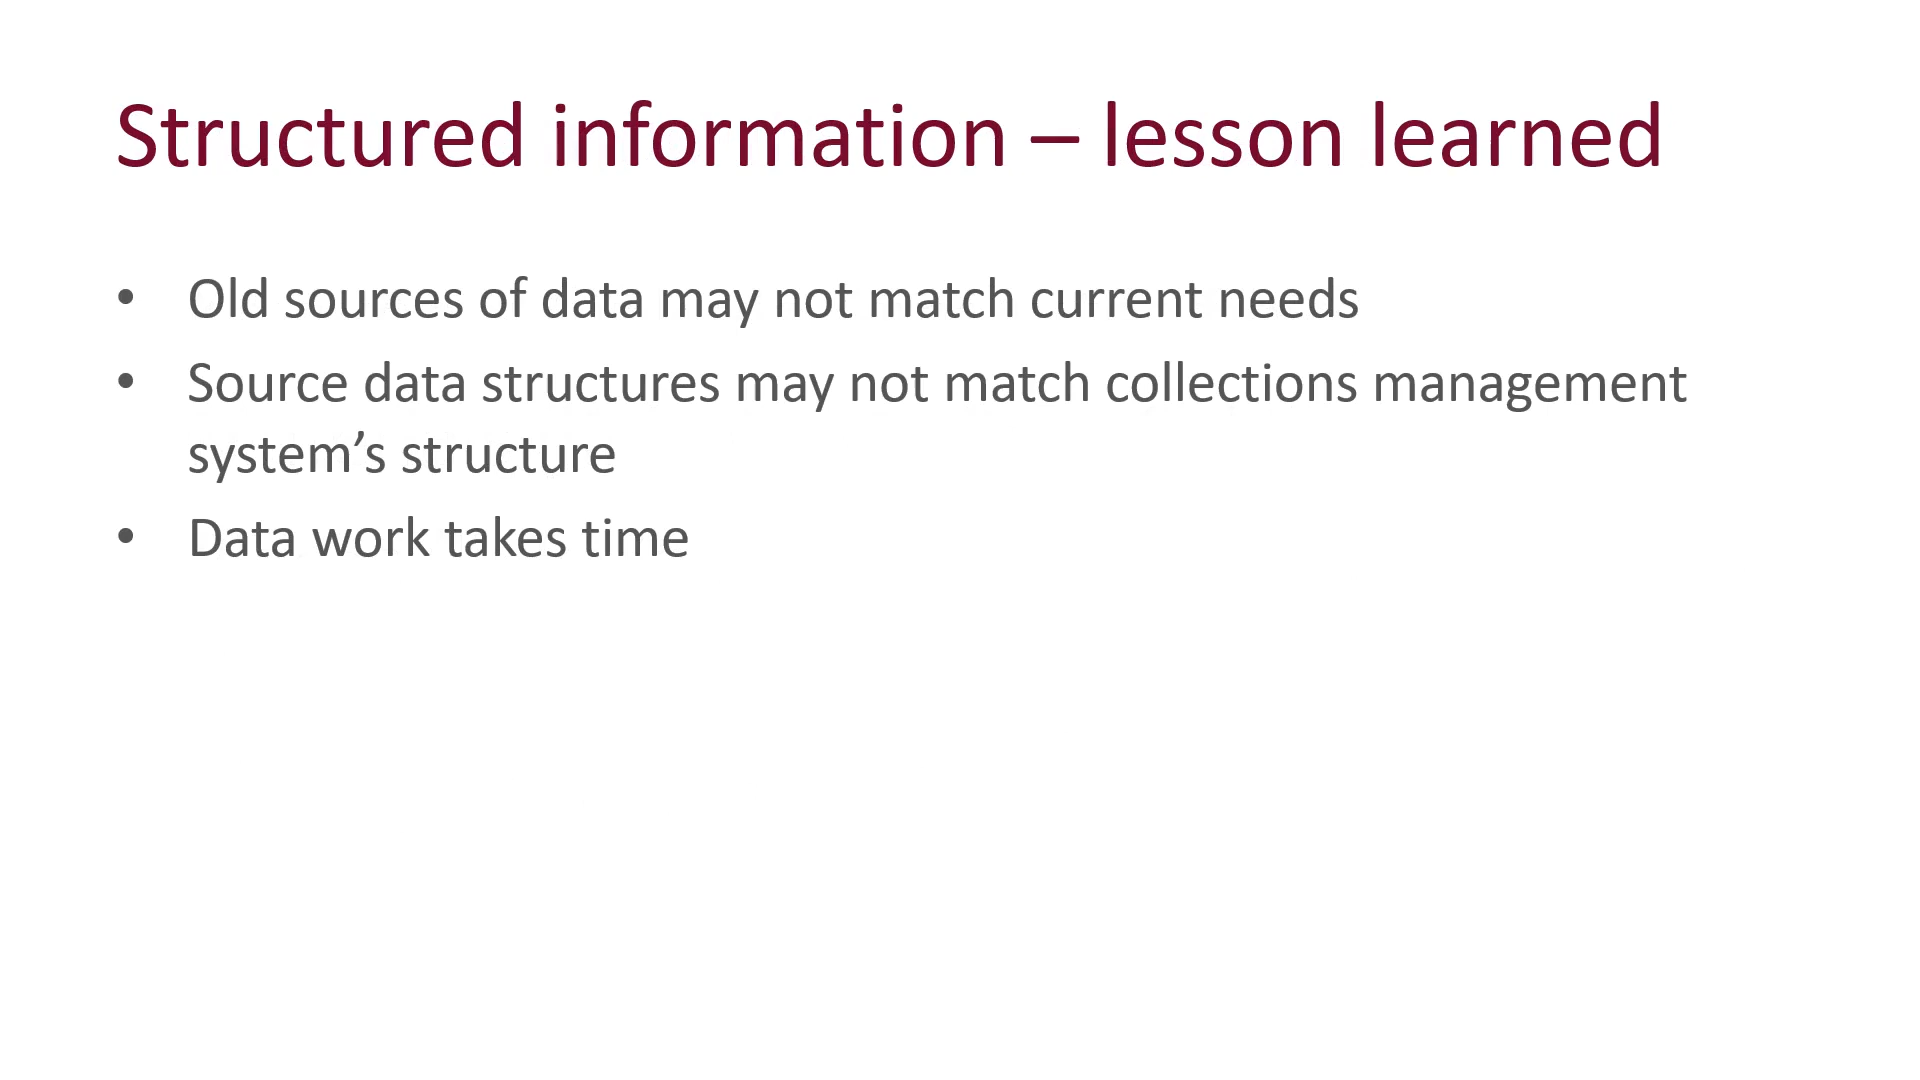 Structured information – lesson learned
• Old sources of data may not match current needs
• Source data structures may not match collections management
system’s structure
• Data work takes time